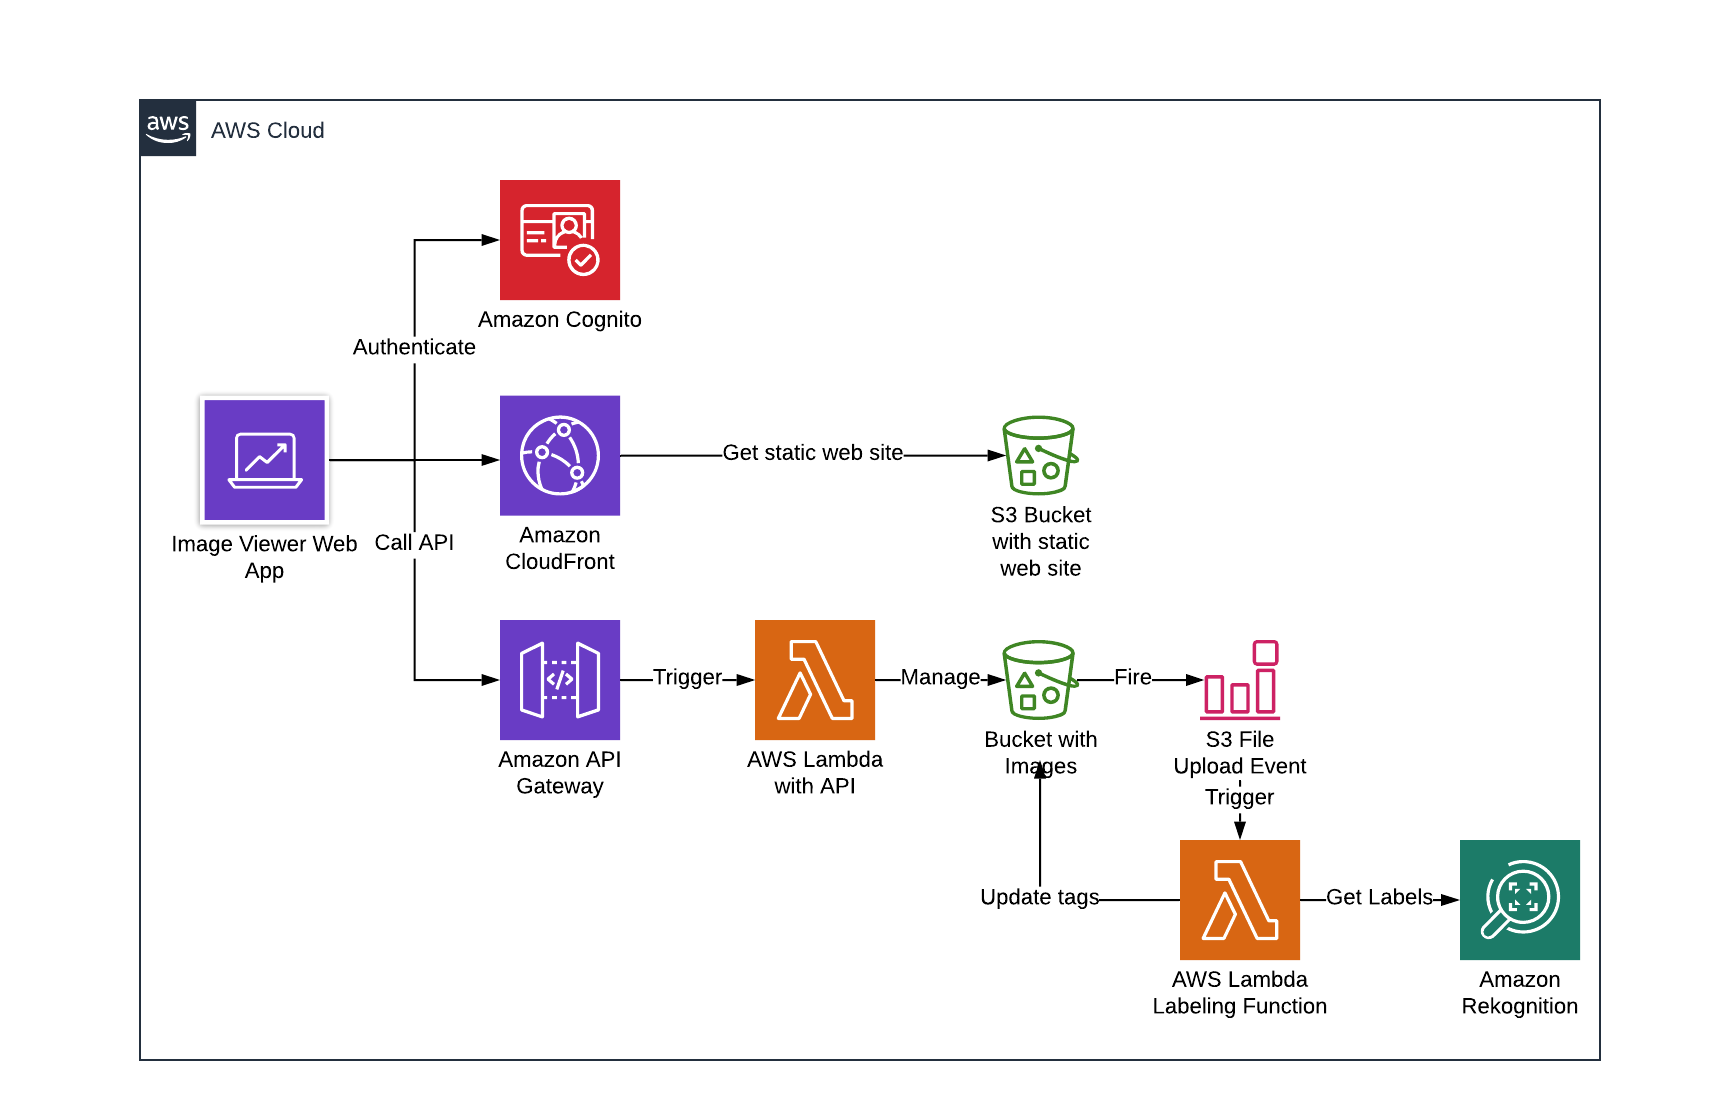 aws
AWS Cloud
Amazon Cognito
Authenticate
Image Viewer Web
App
Call API
Amazon
CloudFront
Get static web site
S3 Bucket
with static
web site
Amazon API
Gateway
Trigger
AWS Lambda
with API
Manage
Bucket with
Images
Fire
S3 File
Upload Event
Trigger
Update tags
AWS Lambda
Labeling Function
Get Labels
Amazon
Rekognition